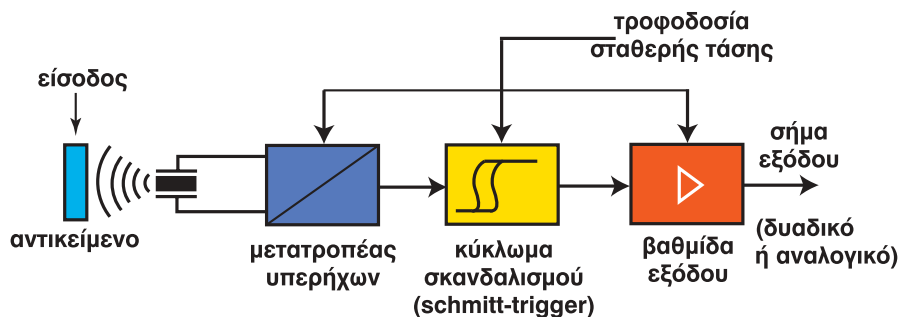 τροφοδοσία
σταθερής τάσης
είσοδος
αντικείμενο
μετατροπέας
υπερήχων
κύκλωμα
σκανδαλισμού
(schmitt-trigger)
βαθμίδα
εξόδου
σήμα
εξόδου
(δυαδικό
ή αναλογικό)